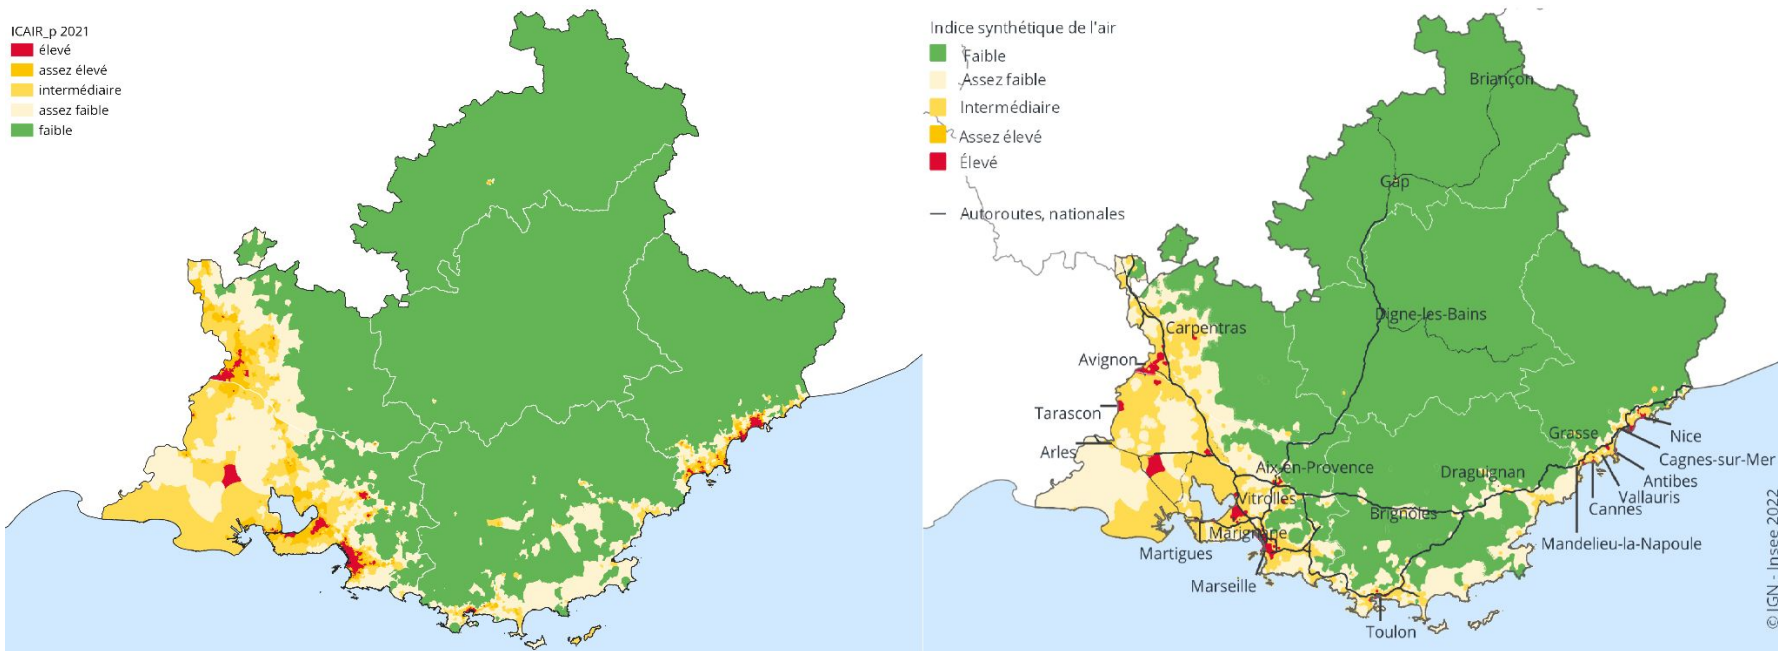 ICAIR_p 2021
élevé
assez élevé
intermédiaire
assez faible
faible
Indice synthétique de l'air
Faible
Assez faible
Intermédiaire
Assez élevé
Élevé
Autoroutes, nationales
Briançon
Gap
Digne-les-Bains
Carpentras
Avignon
Tarascon
Arles
Aix-en-Provence
Vitrolles
Marignane
Martigues
Marseille
Toulon
Brignoles
Draguignan
Grasse
Nice
Cagnes-sur-Mer
Antibes
Vallauris
Cannes
Mandelieu-la-Napoule
© IGN - Insee 2022